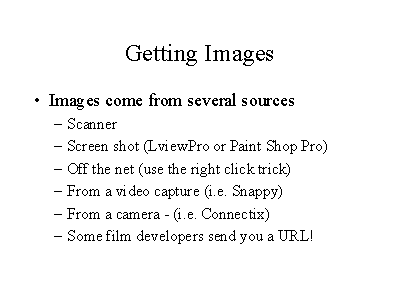 Getting Images
• Images come from several sources
– Scanner
– Screen shot (LviewPro or Paint Shop Pro)
– Off the net (use the right click trick)
– From a video capture (i.e. Snappy)
– From a camera - (i.e. Connectix)
– Some film developers send you a URL!